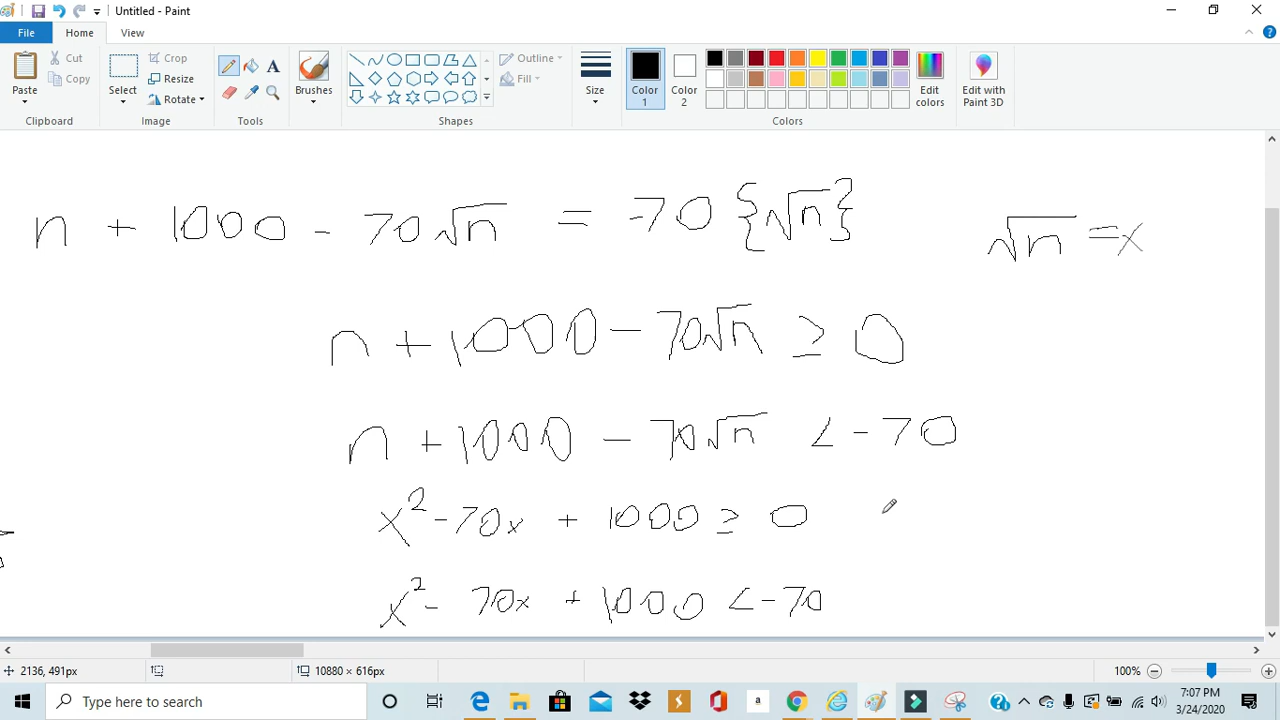 Untitled - Paint
File Home View
Paste Cut Copy Clipboard
Select Crop Resize Rotate Image
Tools
Brushes
Outline Fill Shapes
Size
Color 1 Color 2 Edit colors Colors
Edit with Paint 3D
n + 1000 - 70√n = -70 {√n} √n = x
n + 1000 - 70√n ≥ 0
n + 1000 - 70√n < -70
x² - 70x + 1000 ≥ 0
x² - 70x + 1000 < -70
2136, 491px 10880 × 616px 100%
Type here to search
7:07 PM
3/24/2020